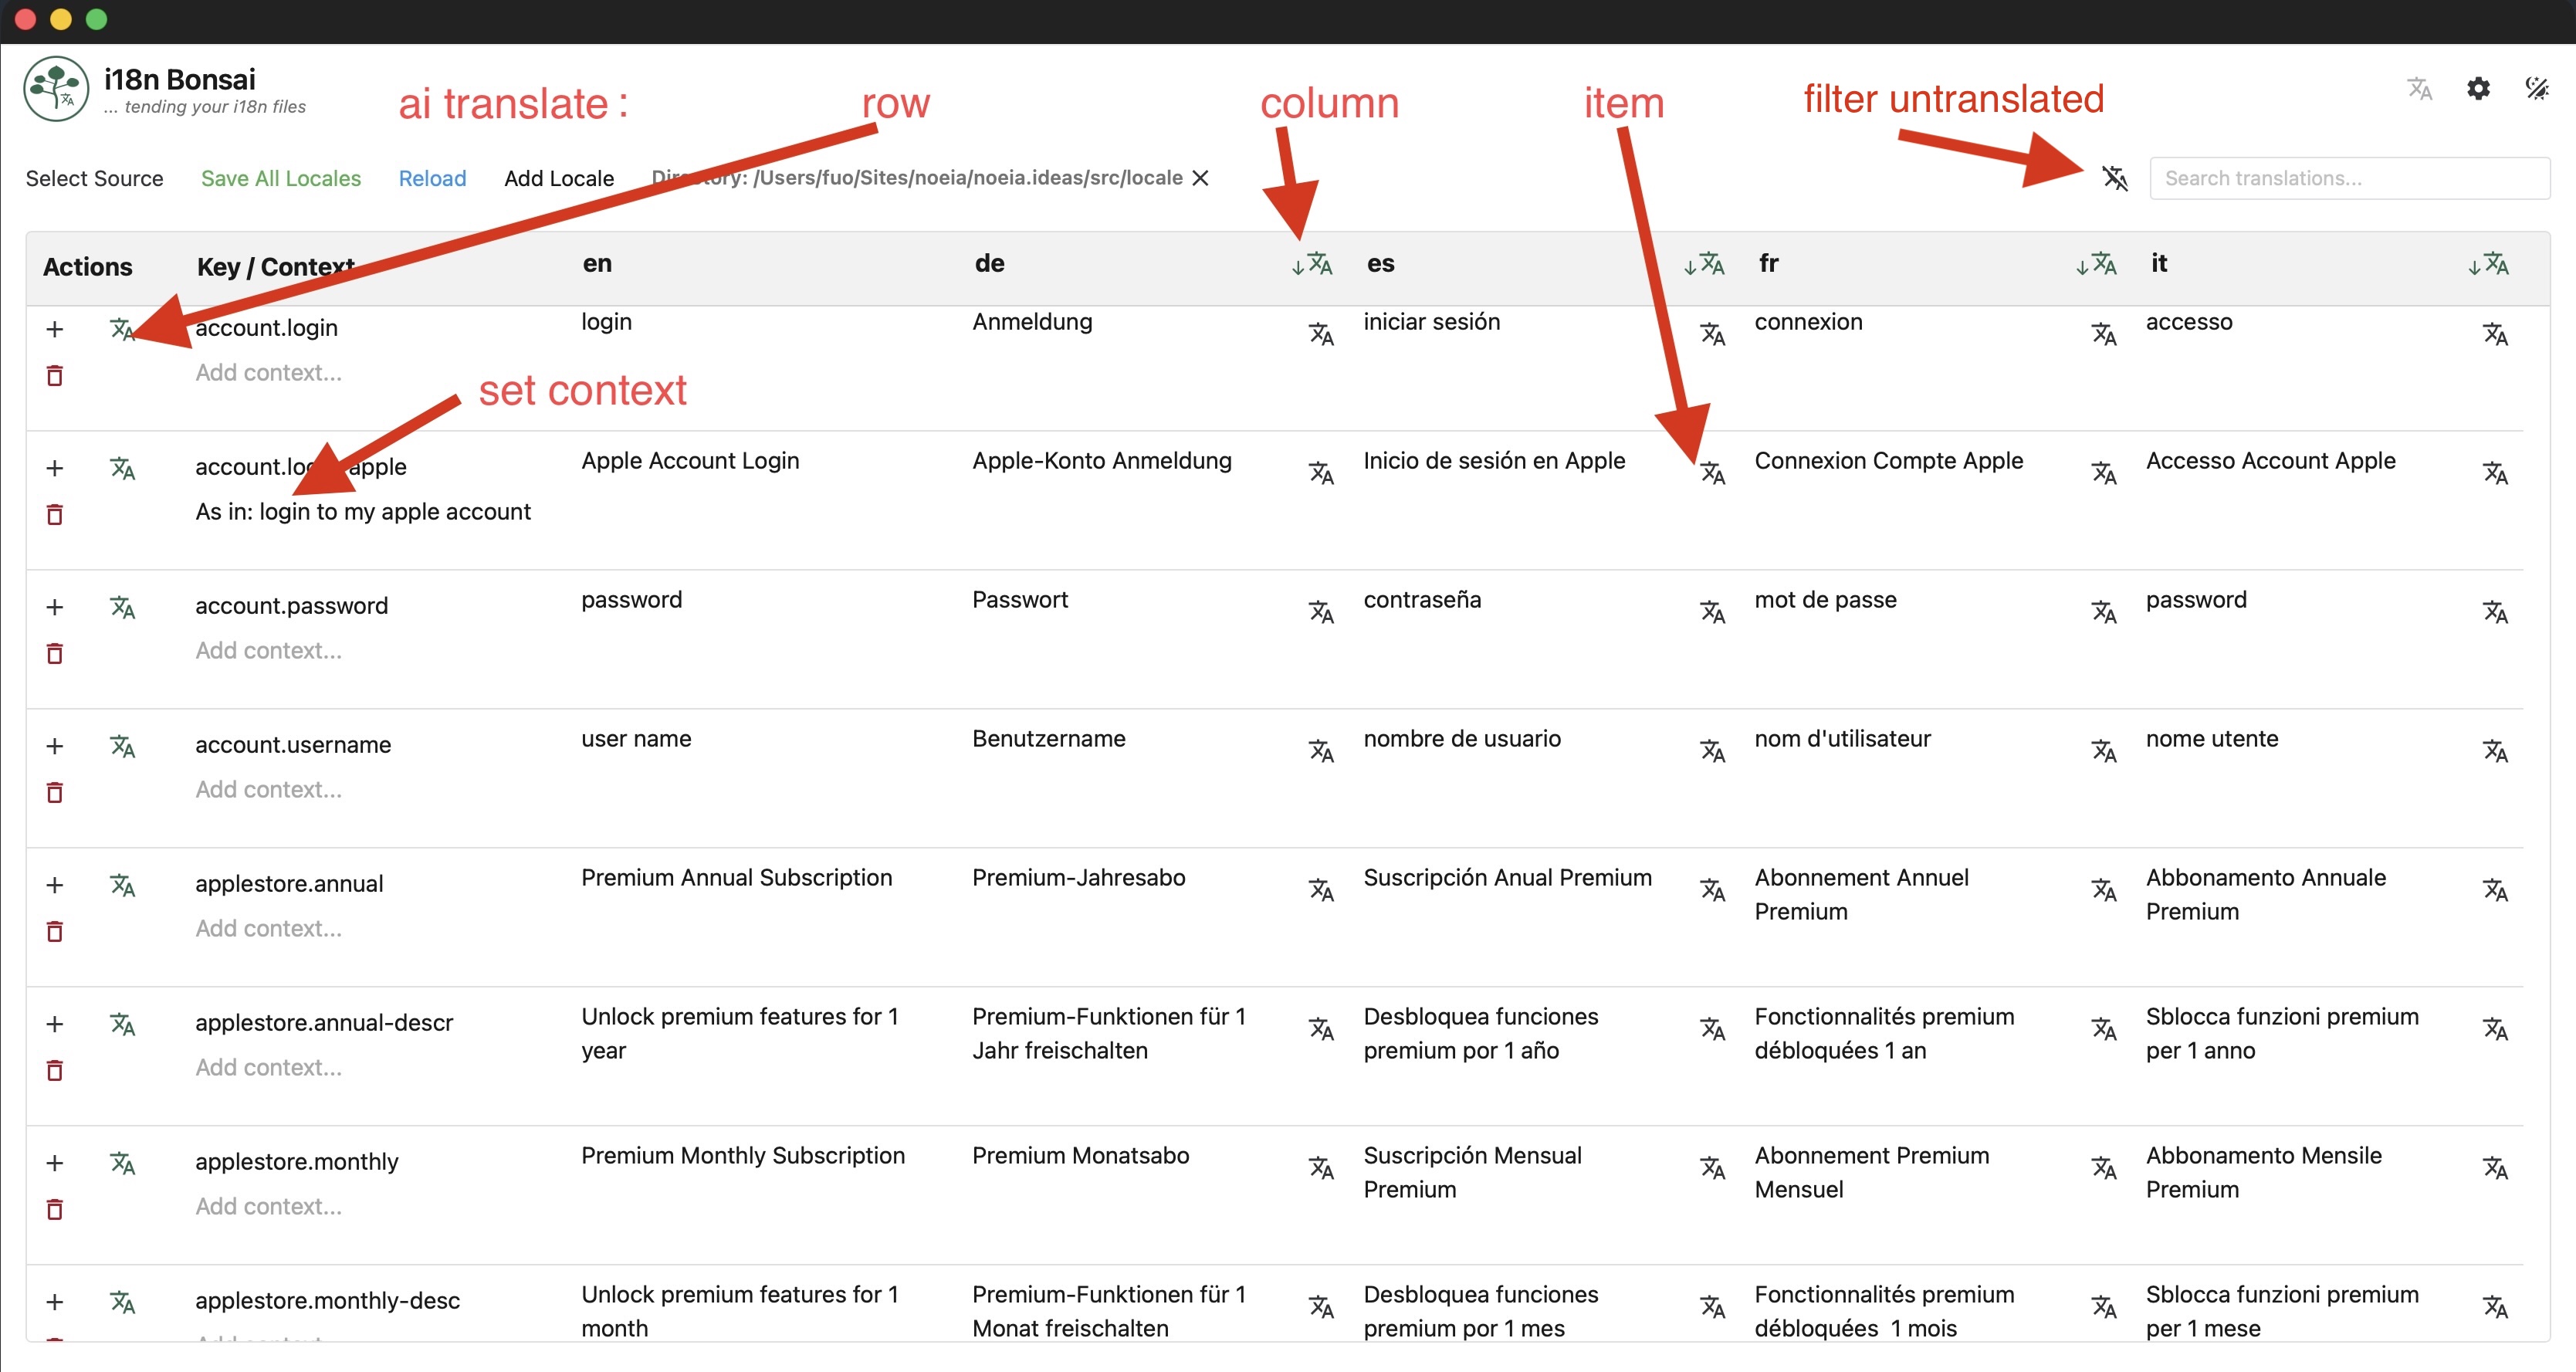 i18n Bonsai
... tending your i18n files
ai translate :
row
column
item
filter untranslated
Select Source
Save All Locales
Reload
Add Locale
Directory: /Users/fuo/Sites/noeia/noeia.ideas/src/locale
Search translations...
Actions
Key / Context
en
de
es
fr
it
account.login
login
Anmeldung
iniciar sesión
connexion
accesso
Add context...
set context
Apple Account Login
Apple-Konto Anmeldung
Inicio de sesión en Apple
Connexion Compte Apple
Accesso Account Apple
As in: login to my apple account
account.password
password
Passwort
contraseña
mot de passe
password
Add context...
account.username
user name
Benutzername
nombre de usuario
nom d'utilisateur
nome utente
Add context...
applestore.annual
Premium Annual Subscription
Premium-Jahresabo
Suscripción Anual Premium
Abonnement Annuel
Premium
Abbonamento Annuale
Premium
Add context...
applestore.annual-descr
Unlock premium features for 1
year
Premium-Funktionen für 1
Jahr freischalten
Desbloquea funciones
premium por 1 año
Fonctionnalités premium
débloquées 1 an
Sblocca funzioni premium
per 1 anno
Add context...
applestore.monthly
Premium Monthly Subscription
Premium Monatsabo
Suscripción Mensual
Premium
Abonnement Premium
Mensuel
Abbonamento Mensile
Premium
Add context...
applestore.monthly-desc
Unlock premium features for 1
month
Premium-Funktionen für 1
Monat freischalten
Desbloquea funciones
premium por 1 mes
Fonctionnalités premium
débloquées 1 mois
Sblocca funzioni premium
per 1 mese